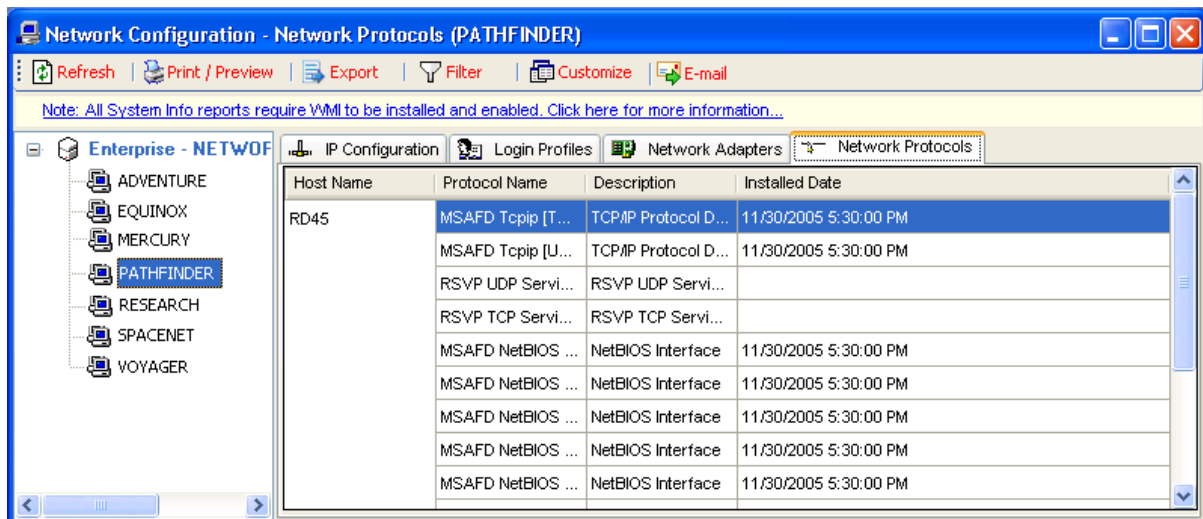 Network Configuration - Network Protocols (PATHFINDER)
Refresh Print / Preview Export Filter Customize E-mail
Note: All System Info reports require WMI to be installed and enabled. Click here for more information...
Enterprise - NETWOF
ADVENTURE
EQUINOX
MERCURY
PATHFINDER
RESEARCH
SPACENET
VOYAGER
IP Configuration Login Profiles Network Adapters Network Protocols
Host Name Protocol Name Description Installed Date
RD45 MSAFD Tcpip [T... TCP/IP Protocol D... 11/30/2005 5:30:00 PM
MSAFD Tcpip [U... TCP/IP Protocol D... 11/30/2005 5:30:00 PM
RSVP UDP Servi... RSVP UDP Servi...
RSVP TCP Servi... RSVP TCP Servi...
MSAFD NetBIOS ... NetBIOS Interface 11/30/2005 5:30:00 PM
MSAFD NetBIOS ... NetBIOS Interface 11/30/2005 5:30:00 PM
MSAFD NetBIOS ... NetBIOS Interface 11/30/2005 5:30:00 PM
MSAFD NetBIOS ... NetBIOS Interface 11/30/2005 5:30:00 PM
MSAFD NetBIOS ... NetBIOS Interface 11/30/2005 5:30:00 PM